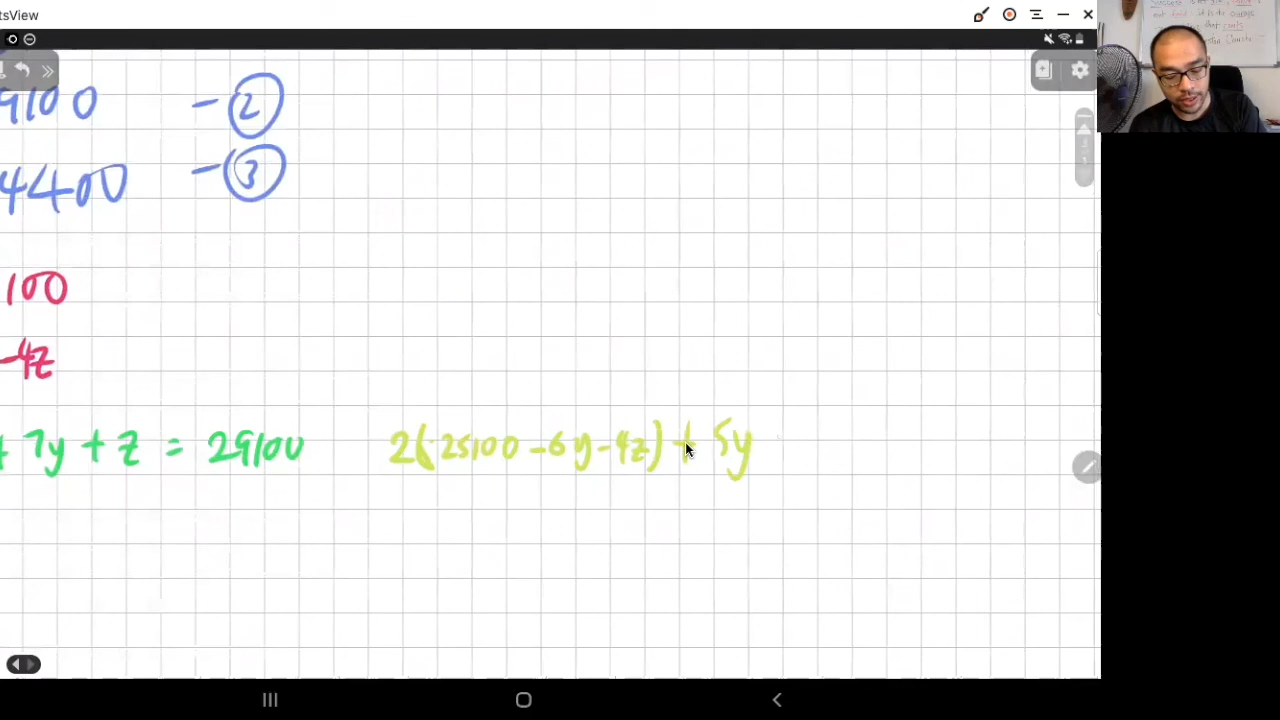 tsView
9100 - 2
4400 - 3
100
-4z
+ 7y + z = 29100 2(25100 - 6y - 4z) + 5y